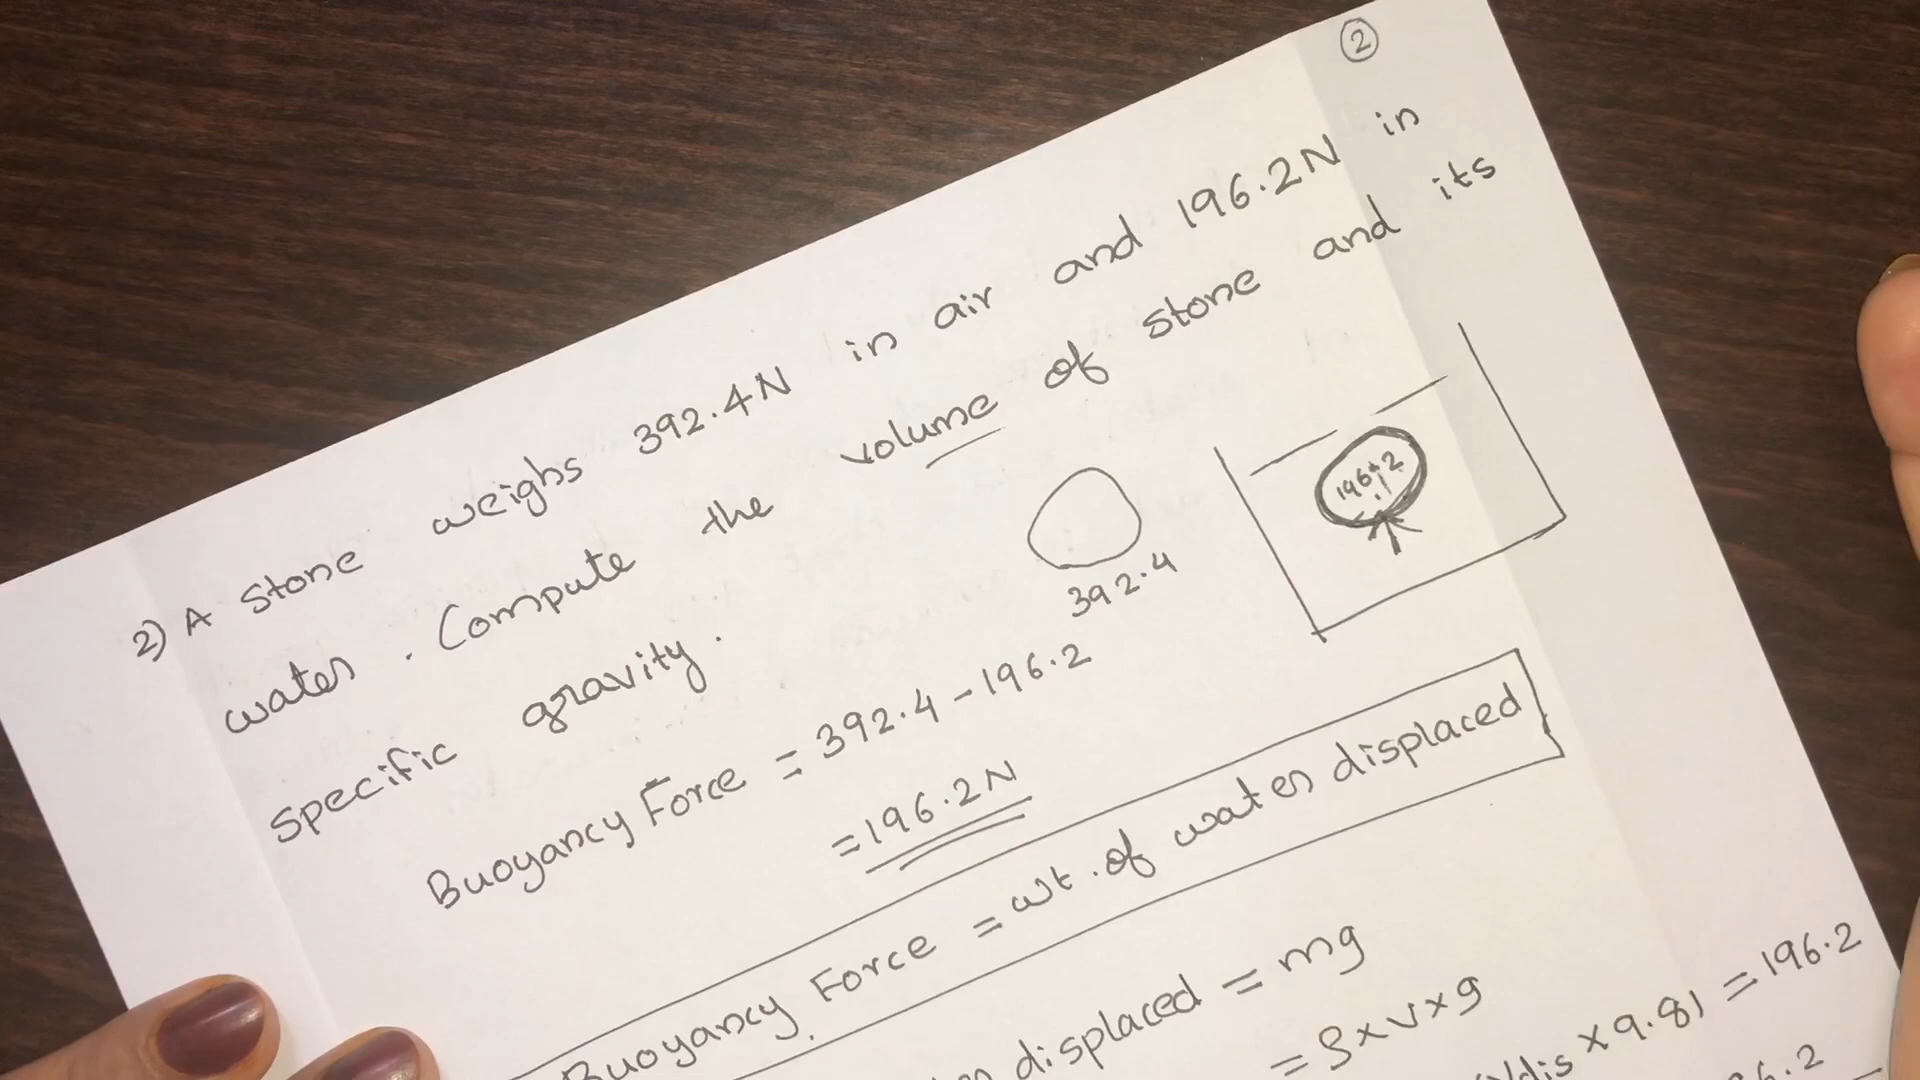 2
2) A stone weighs 392.4N in air and 196.2N in
water. Compute the volume of stone and its
specific gravity.
392.4
196.2
Buoyancy Force = 392.4 - 196.2
= 196.2N
Buoyancy Force = wt. of water displaced
displaced = mg
= ρ×v×g
Vdis × 9.81 = 196.2